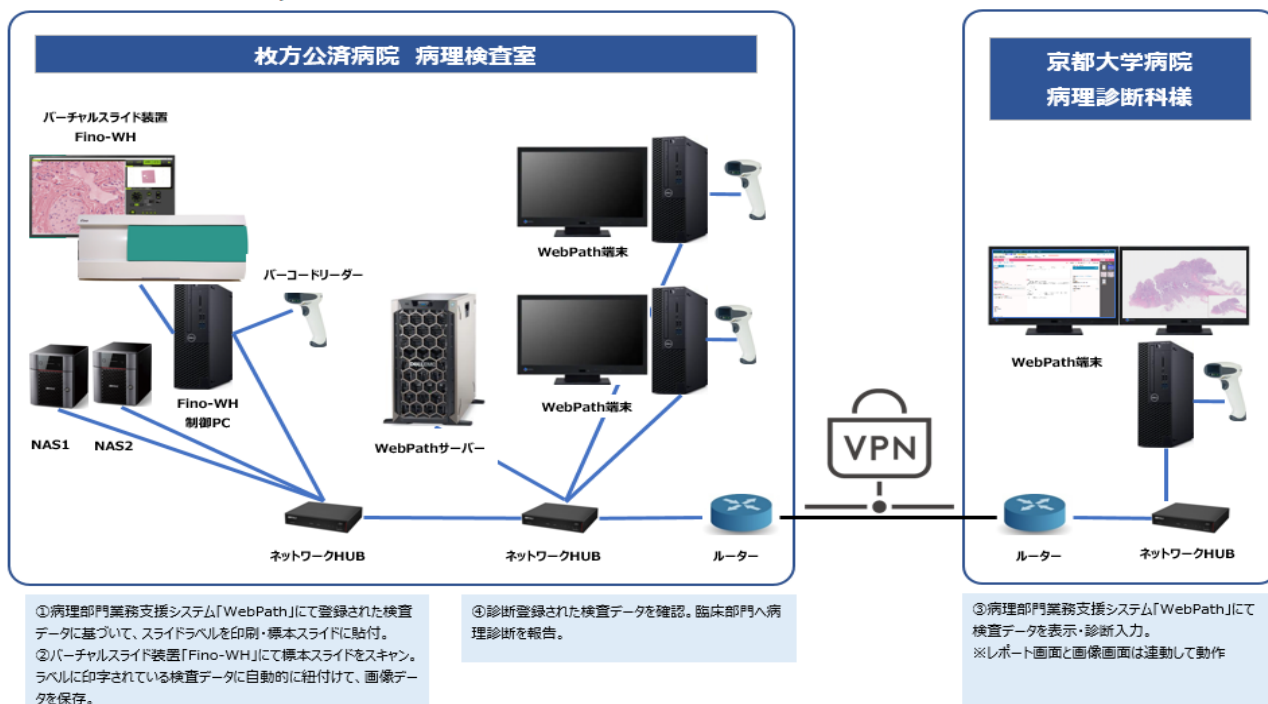 枚方公済病院 病理検査室
バーチャルスライド装置
Fino-WH
バーコードリーダー
NAS1
NAS2
Fino-WH
制御PC
WebPathサーバー
WebPath端末
WebPath端末
ネットワークHUB
ネットワークHUB
ルーター
VPN
京都大学病院
病理診断科様
WebPath端末
ルーター
ネットワークHUB
①病理部門業務支援システム「WebPath」にて登録された検査
データに基づいて、スライドラベルを印刷・標本スライドに貼付。
②バーチャルスライド装置「Fino-WH」にて標本スライドをスキャン。
ラベルに印字されている検査データに自動的に紐付けて、画像デー
タを保存。
④診断登録された検査データを確認。臨床部門へ病
理診断を報告。
③病理部門業務支援システム「WebPath」にて
検査データを表示・診断入力。
※レポート画面と画像画面は連動して動作